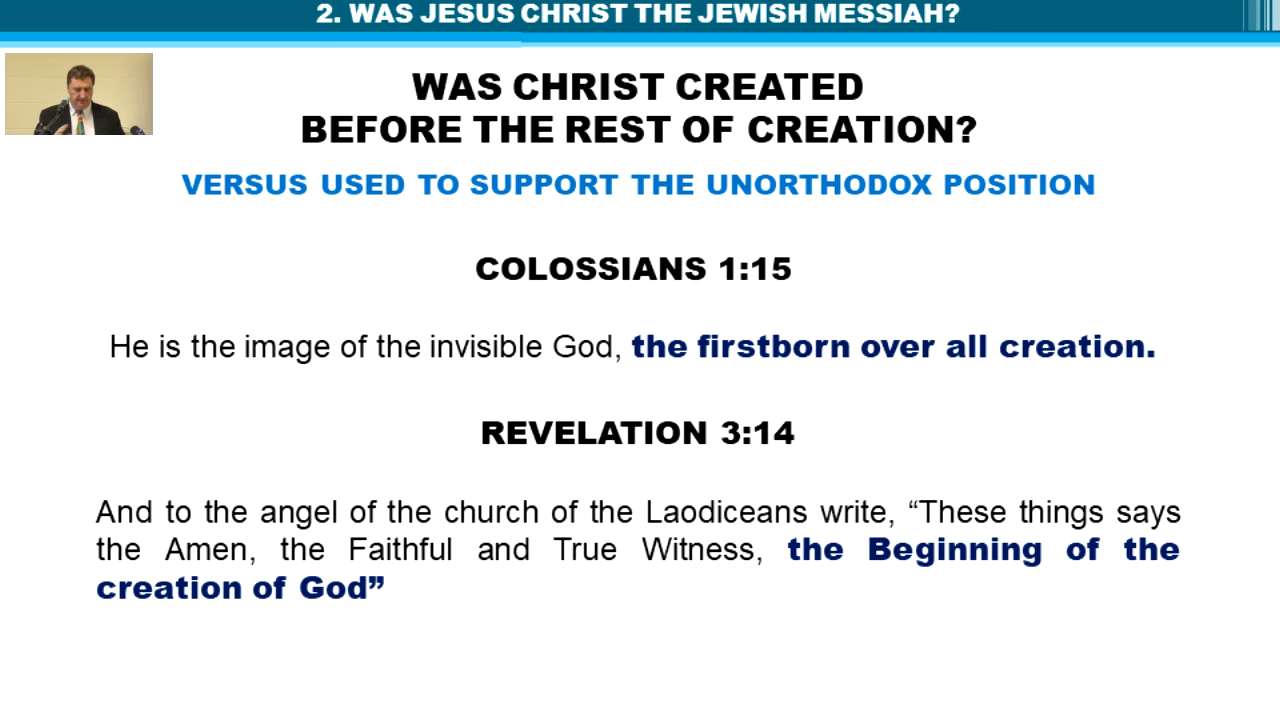 2. WAS JESUS CHRIST THE JEWISH MESSIAH?
WAS CHRIST CREATED
BEFORE THE REST OF CREATION?
VERSUS USED TO SUPPORT THE UNORTHODOX POSITION
COLOSSIANS 1:15
He is the image of the invisible God, the firstborn over all creation.
REVELATION 3:14
And to the angel of the church of the Laodiceans write, “These things says
the Amen, the Faithful and True Witness, the Beginning of the
creation of God”